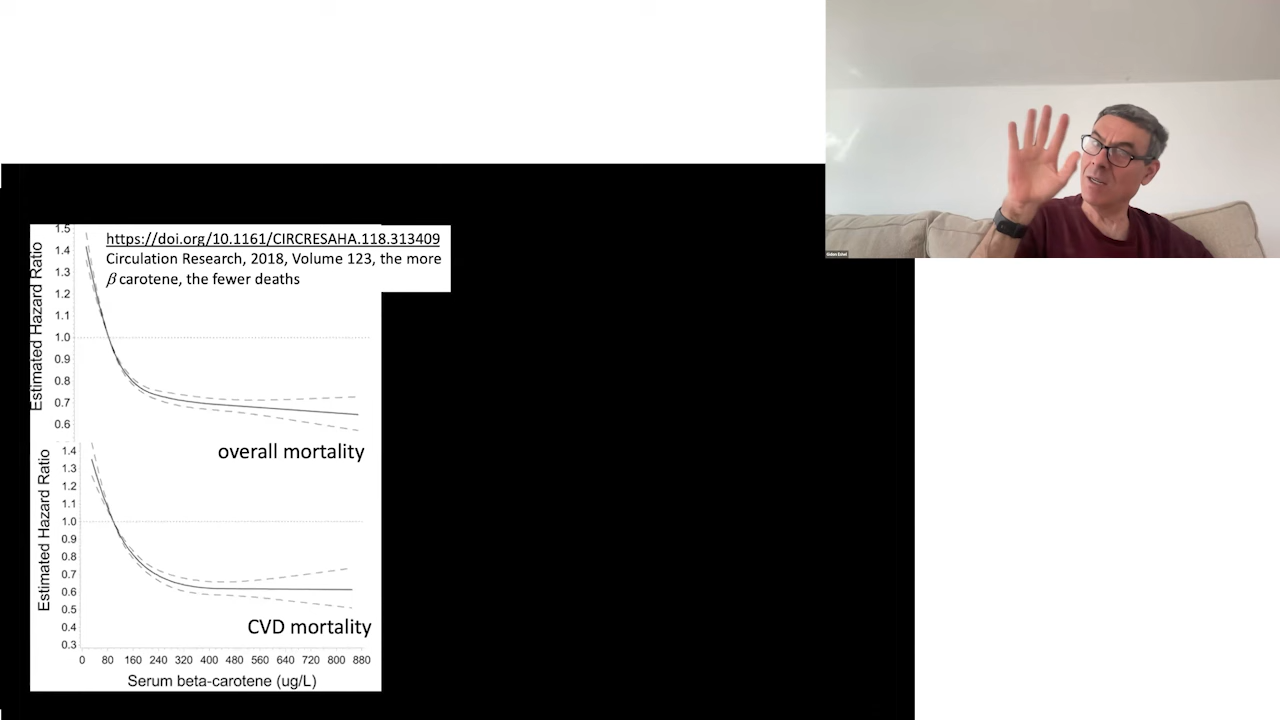 https://doi.org/10.1161/CIRCRESAHA.118.313409
Circulation Research, 2018, Volume 123, the more
β carotene, the fewer deaths
Estimated Hazard Ratio
1.5
1.4
1.3
1.2
1.1
1.0
0.9
0.8
0.7
0.6
overall mortality
Estimated Hazard Ratio
1.4
1.3
1.2
1.1
1.0
0.9
0.8
0.7
0.6
0.5
0.4
0.3
CVD mortality
0 80 160 240 320 400 480 560 640 720 800 880
Serum beta-carotene (ug/L)